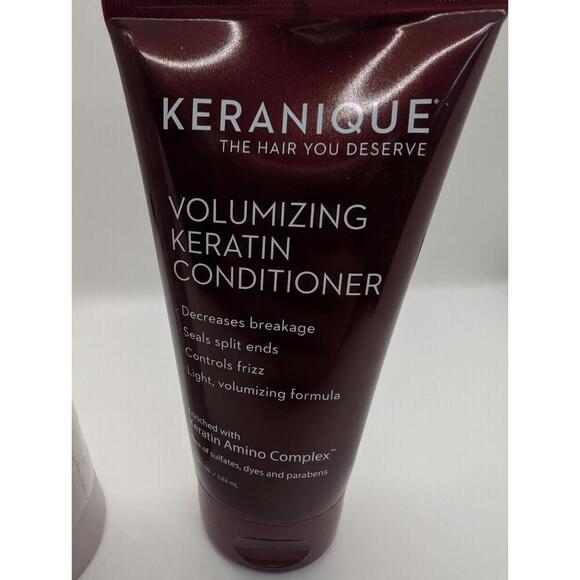 KERANIQUE®
THE HAIR YOU DESERVE
VOLUMIZING
KERATIN
CONDITIONER
Decreases breakage
Seals split ends
Controls frizz
Light, volumizing formula
with
Keratin Amino Complex™
of sulfates, dyes and parabens
/ 133 mL